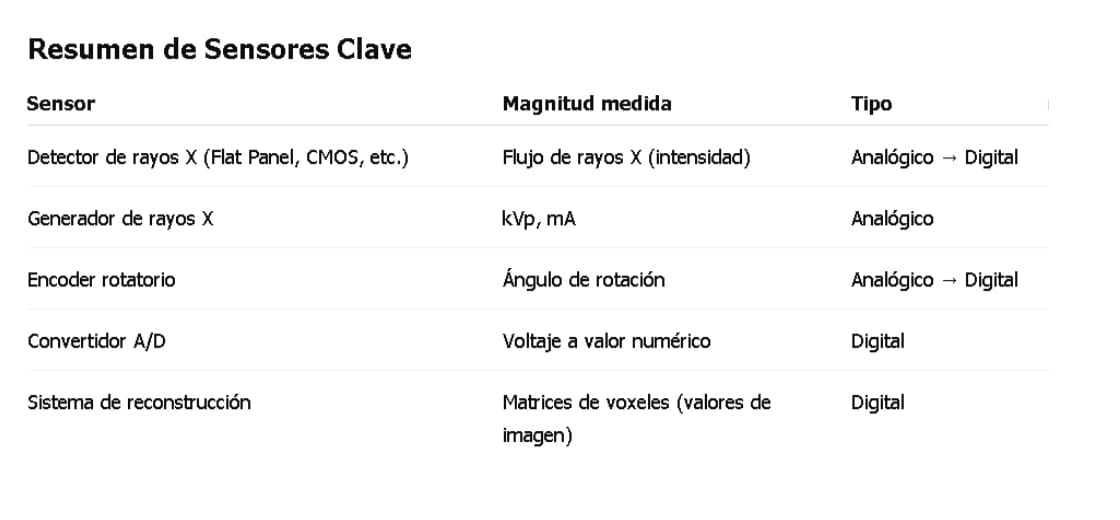 Resumen de Sensores Clave
Sensor Magnitud medida Tipo
Detector de rayos X (Flat Panel, CMOS, etc.) Flujo de rayos X (intensidad) Analógico → Digital
Generador de rayos X kVp, mA Analógico
Encoder rotatorio Ángulo de rotación Analógico → Digital
Convertidor A/D Voltaje a valor numérico Digital
Sistema de reconstrucción Matrices de voxeles (valores de Digital
imagen)